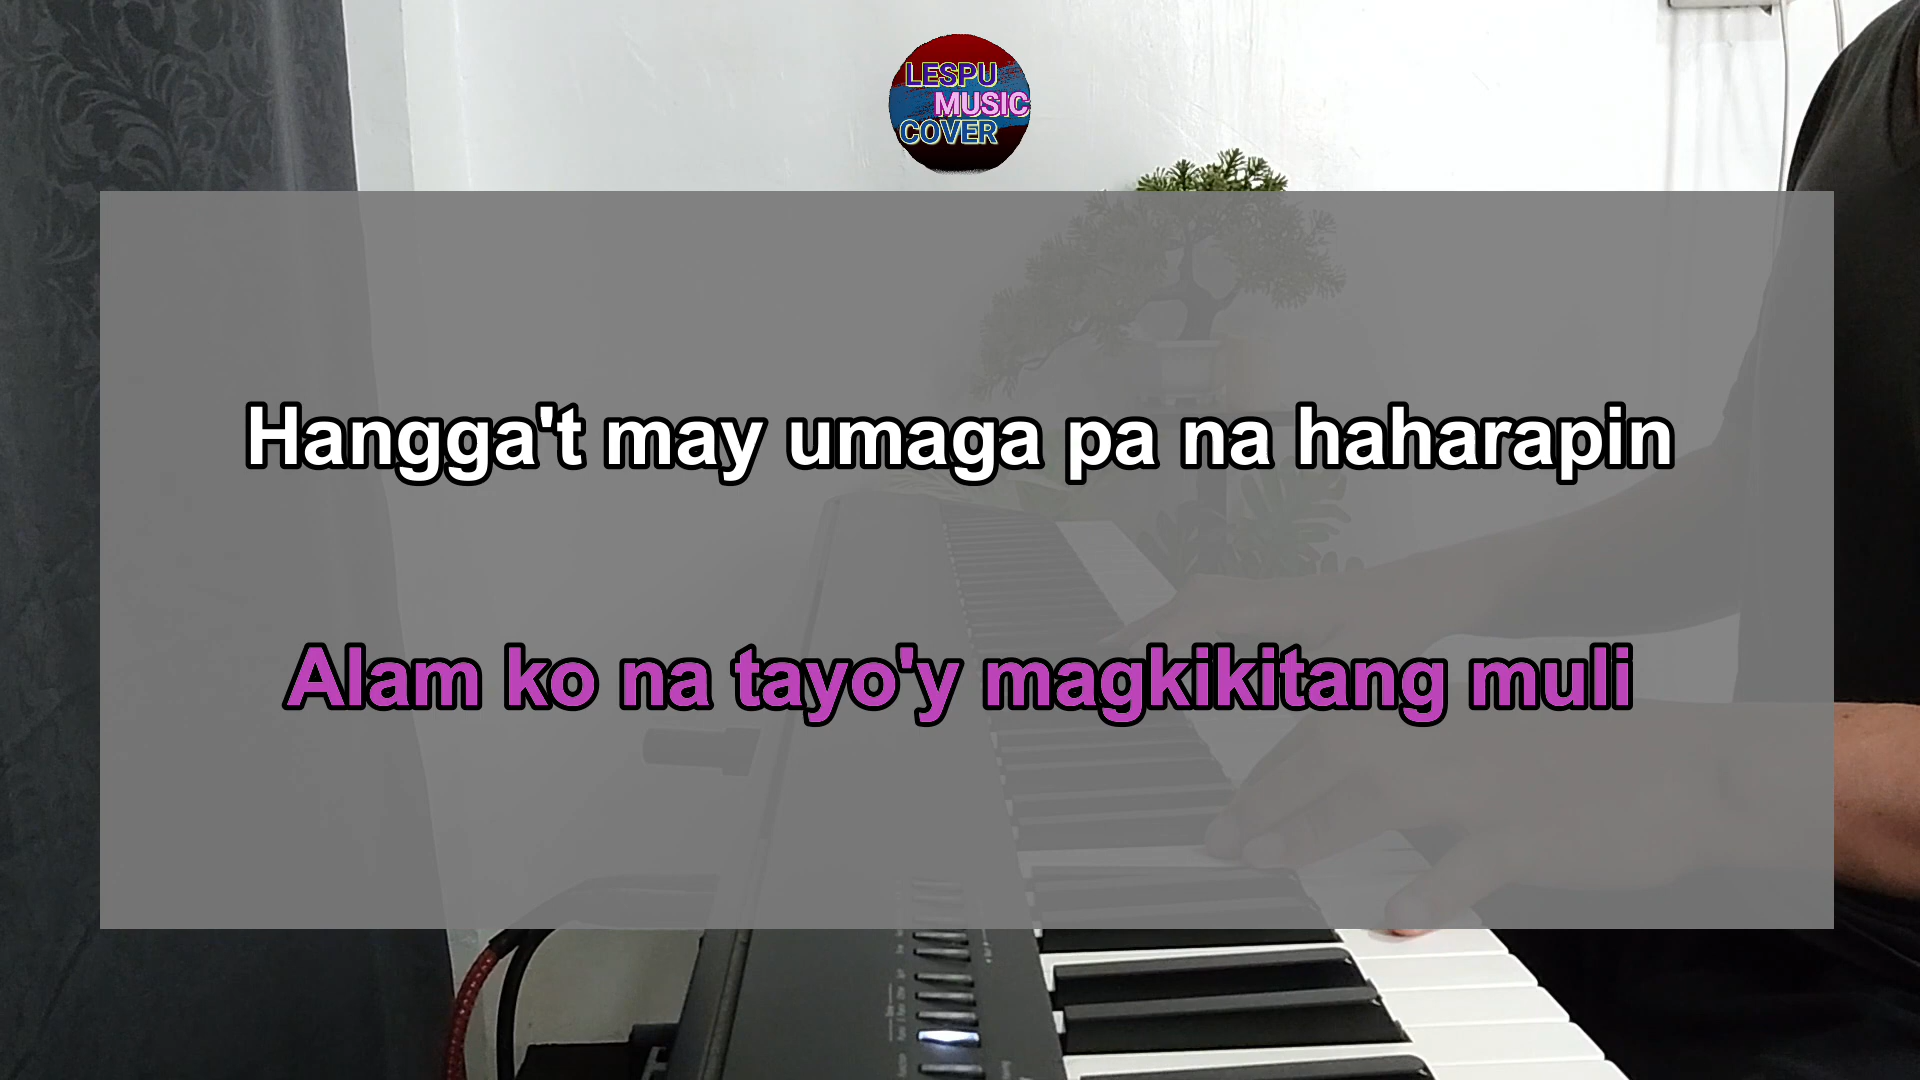 LESPU
MUSIC
COVER
Hangga't may umaga pa na haharapin
Alam ko na tayo'y magkikitang muli